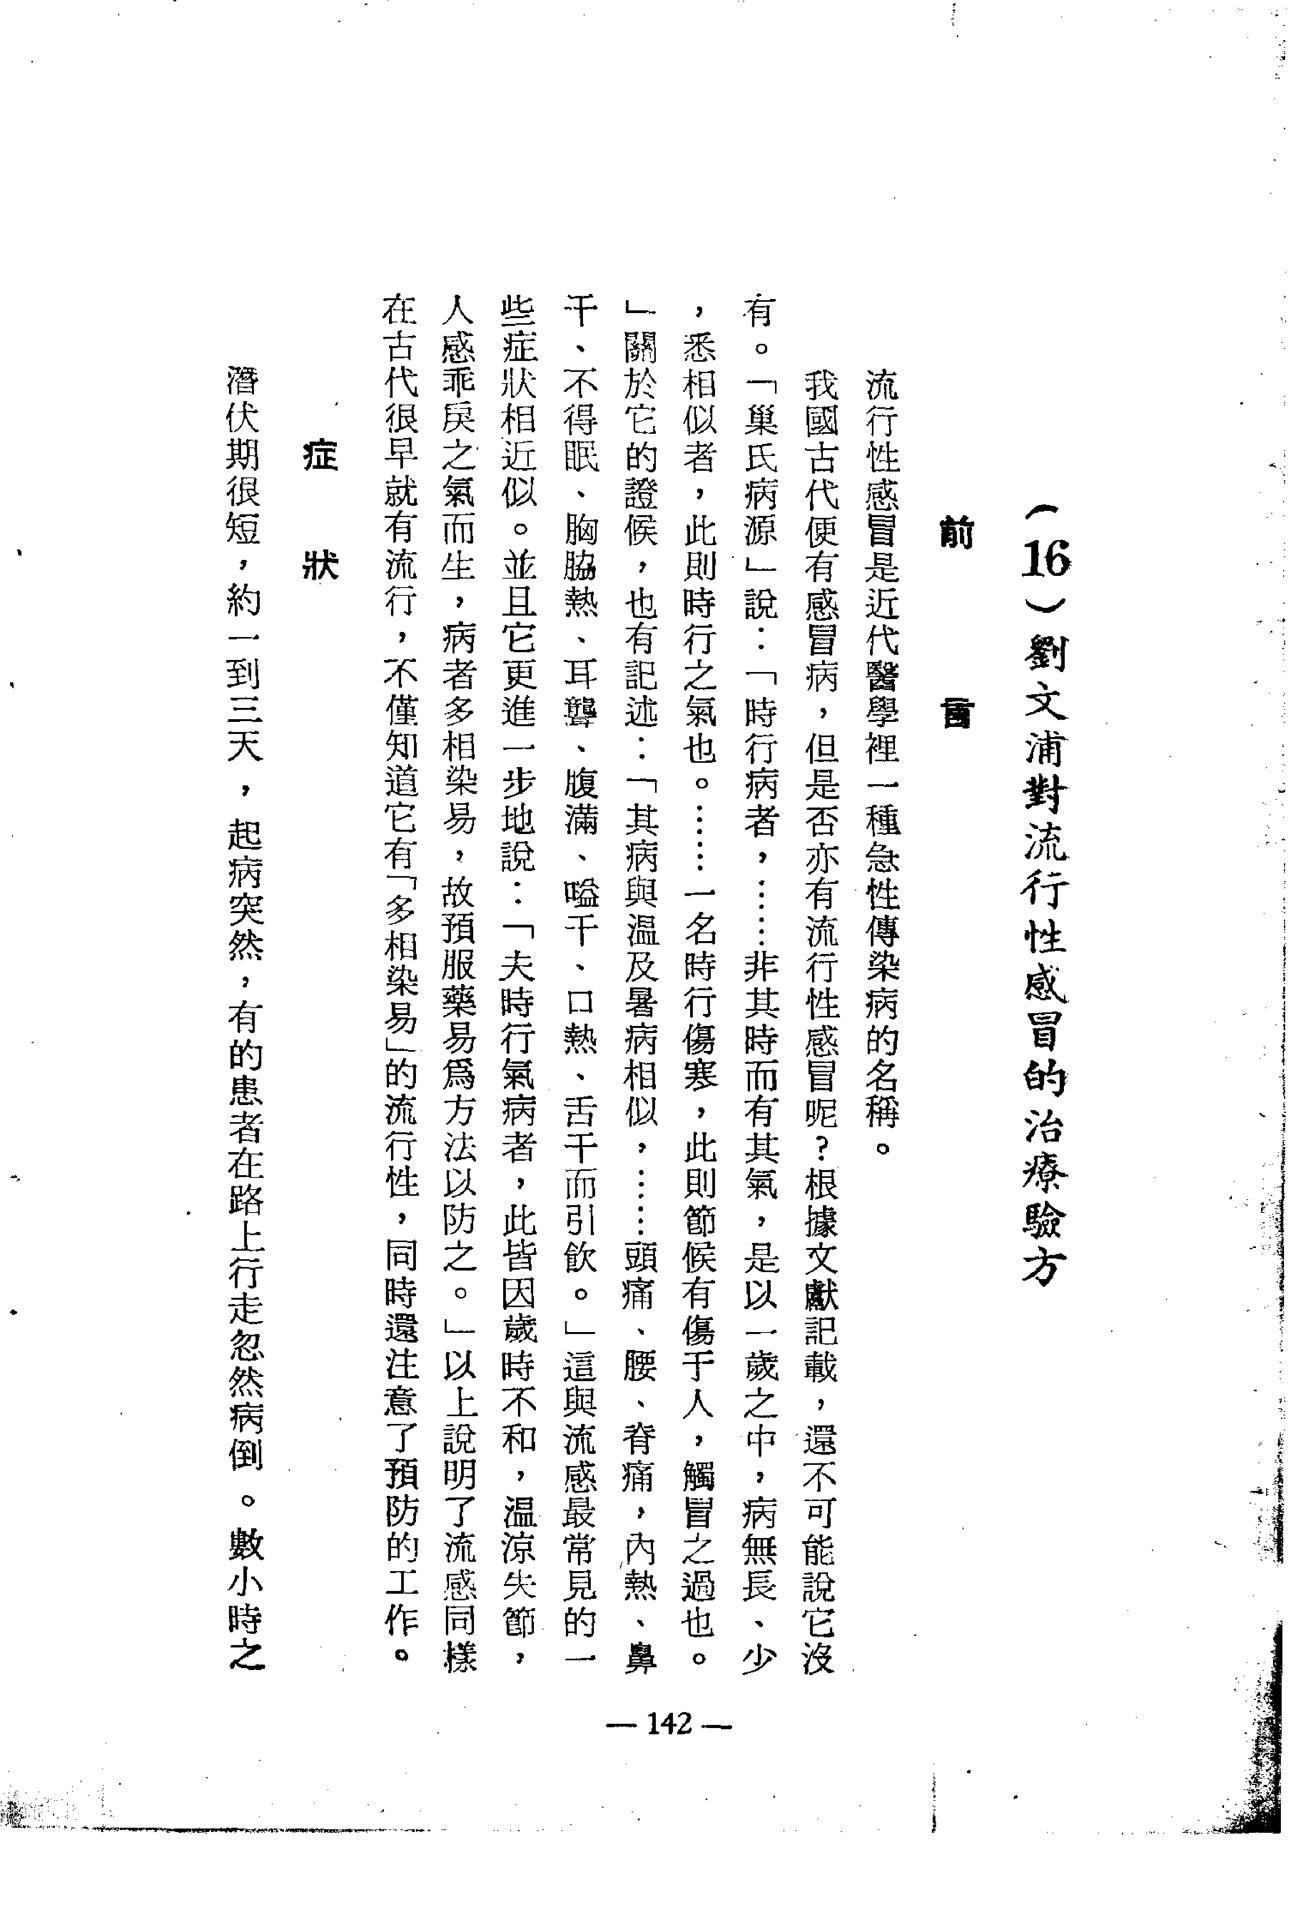 （16）劉文浦對流行性感冒的治療驗方
前言
流行性感冒是近代醫學裡一種急性傳染病的名稱。
我國古代便有感冒病，但是否亦有流行性感冒呢？根據文獻記載，還不可能說它沒
有。「巢氏病源」說：「時行病者，……非其時而有其氣，是以一歲之中，病無長、少
，悉相似者，此則時行之氣也。……一名時行傷寒，此則節候有傷于人，觸冒之過也。
」關於它的證候，也有記述：「其病與溫及暑病相似，……頭痛、腰、脊痛，內熱、鼻
干、不得眠、胸脇熱、耳聾、腹滿、嗌干、口熱、舌干而引飲。」這與流感最常見的一
些症狀相近似。並且它更進一步地說：「夫時行氣病者，此皆因歲時不和，溫涼失節，
人感乖戾之氣而生，病者多相染易，故預服藥易爲方法以防之。」以上說明了流感同樣
在古代很早就有流行，不僅知道它有「多相染易」的流行性，同時還注意了預防的工作。
症狀
潛伏期很短，約一到三天，起病突然，有的患者在路上行走忽然病倒。數小時之
— 142 —